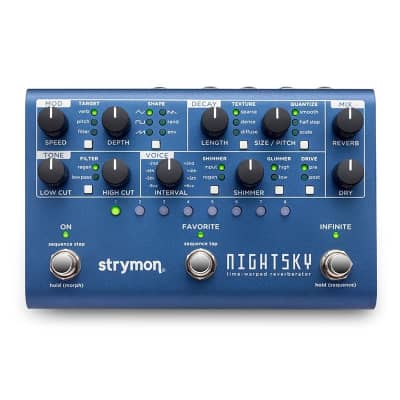 MOD
TARGET
SHAPE
verb
pitch
filter
rand
env
SPEED
DEPTH
DECAY
TEXTURE
QUANTIZE
sparse
dense
diffuse
smooth
half step
scale
LENGTH
SIZE / PITCH
MIX
REVERB
TONE
FILTER
regen
low pass
LOW CUT
HIGH CUT
VOICE
INTERVAL
SHIMMER
input
regen
SHIMMER
GLIMMER
high
low
DRIVE
pre
post
DRY
1 2 3 4 5 6 7 8
ON
sequence step
FAVORITE
sequence tap
INFINITE
strymon®
NIGHTSKY
time-warped reverberator
hold (morph)
hold (sequence)